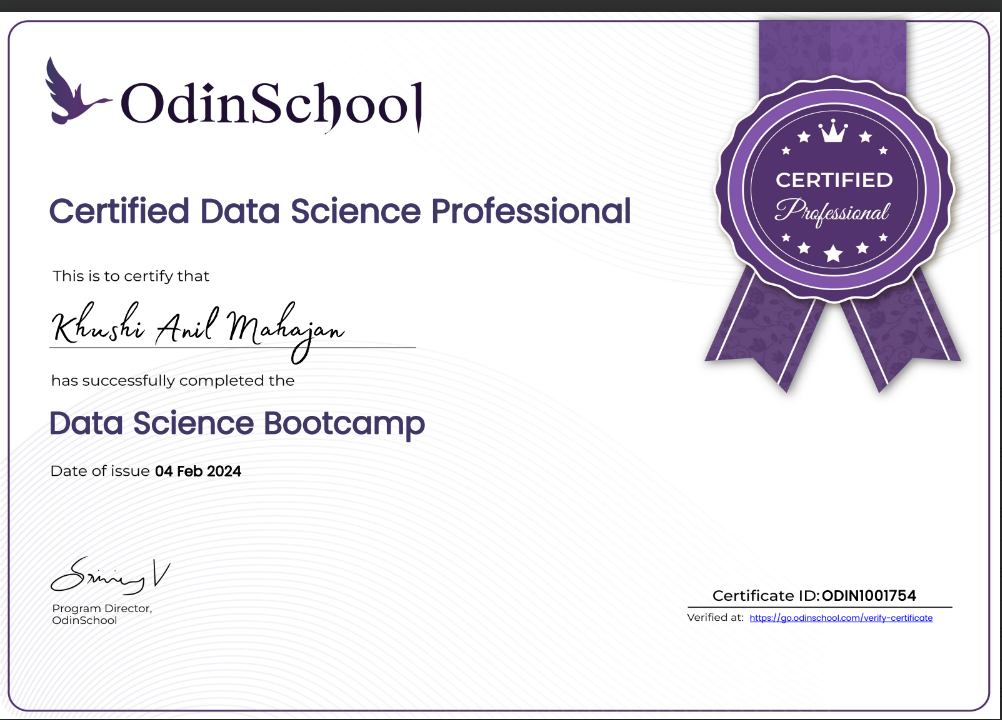 OdinSchool
CERTIFIED
Professional
Certified Data Science Professional
This is to certify that
Khushi Anil Mahajan
has successfully completed the
Data Science Bootcamp
Date of issue 04 Feb 2024
Program Director,
OdinSchool
Certificate ID:ODIN1001754
Verified at: https://go.odinschool.com/verify-certificate